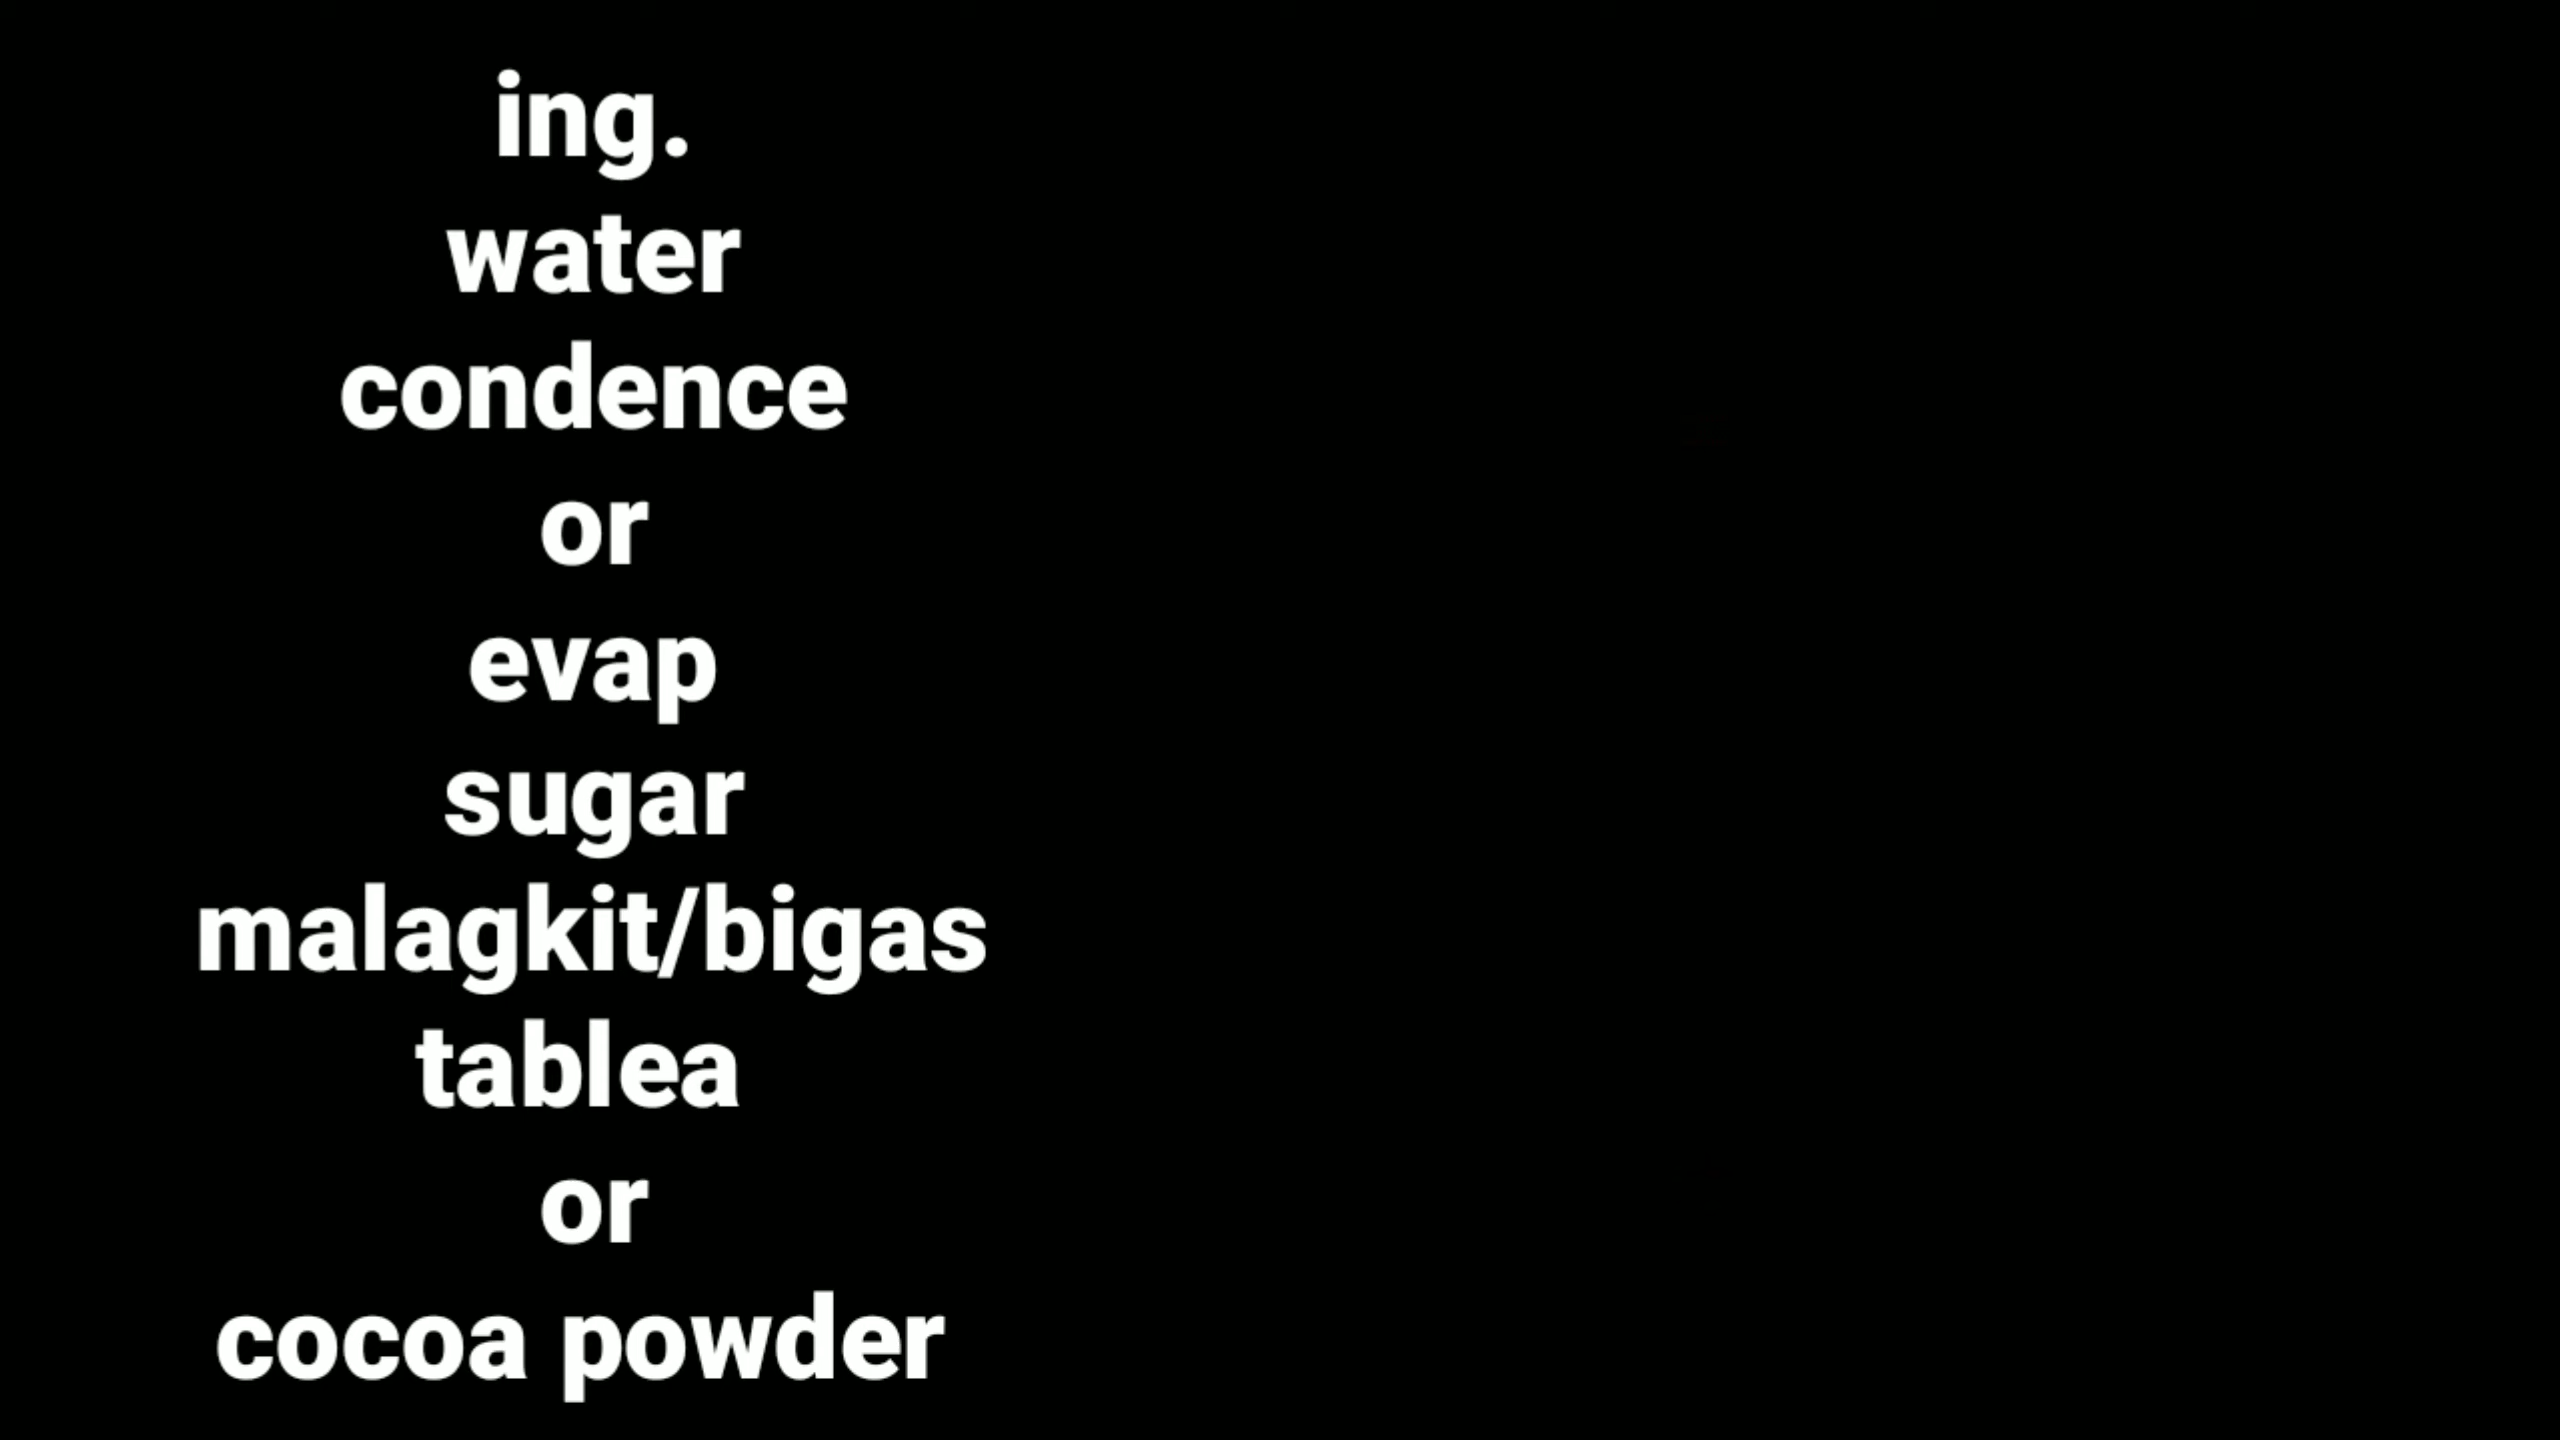 ing.
water
condence
or
evap
sugar
malagkit/bigas
tablea
or
cocoa powder